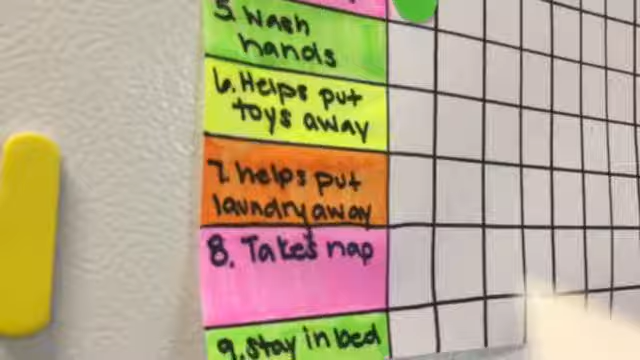 5. Wash
hands
6. Helps put
toys away
7. helps put
laundry away
8. Takes nap
9. Stay in bed